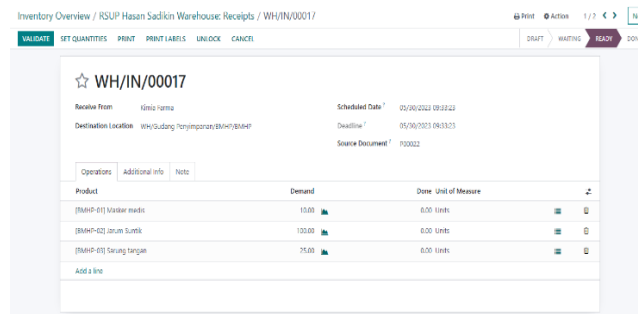 Inventory Overview / RSUP Hasan Sadikin Warehouse: Receipts / WH/IN/00017 Print Action 1 / 2
VALIDATE SET QUANTITIES PRINT PRINT LABELS UNLOCK CANCEL DRAFT WAITING READY
WH/IN/00017
Receive From Kimia Farma Scheduled Date ? 05/30/2023 09:33:23
Destination Location WH/Gudang Penyimpanan/BMHP/BMHP Deadline ? 05/30/2023 09:33:23
Source Document ? P00022
Operations Additional Info Note
Product Demand Done Unit of Measure
[BMHP-01] Masker medis 10.00 0.00 Units
[BMHP-02] Jarum Suntik 100.00 0.00 Units
[BMHP-03] Sarung tangan 25.00 0.00 Units
Add a line